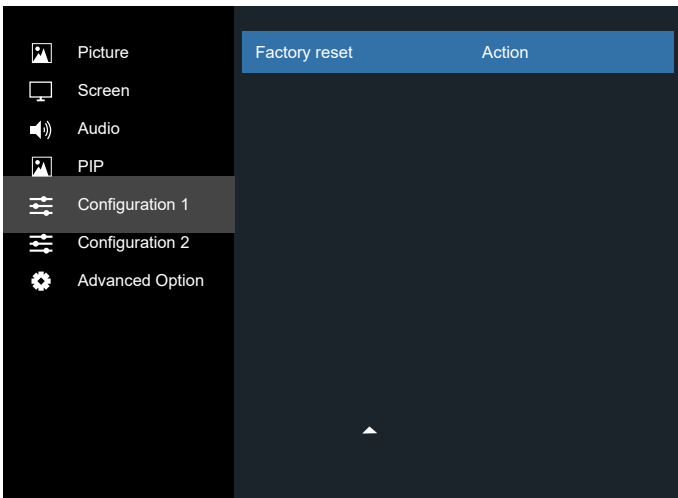 Picture
Factory reset Action
Screen
Audio
PIP
Configuration 1
Configuration 2
Advanced Option